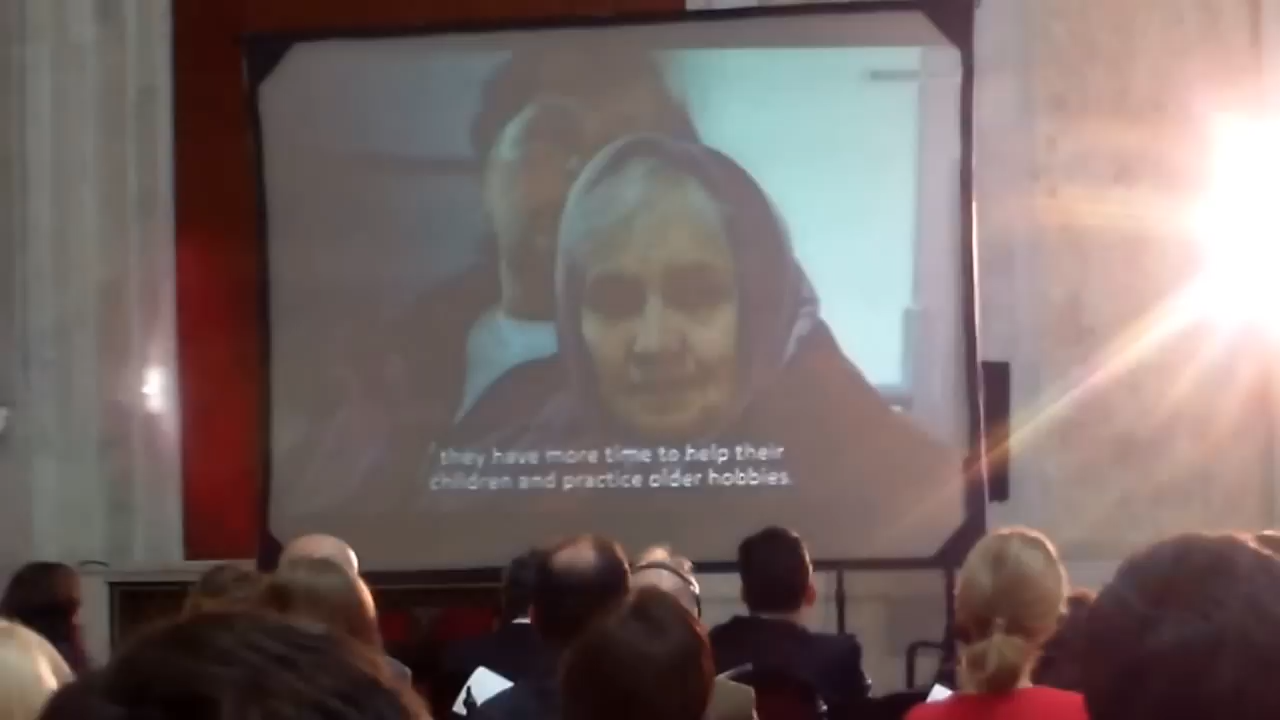 they have more time to help their
children and practice older hobbies.